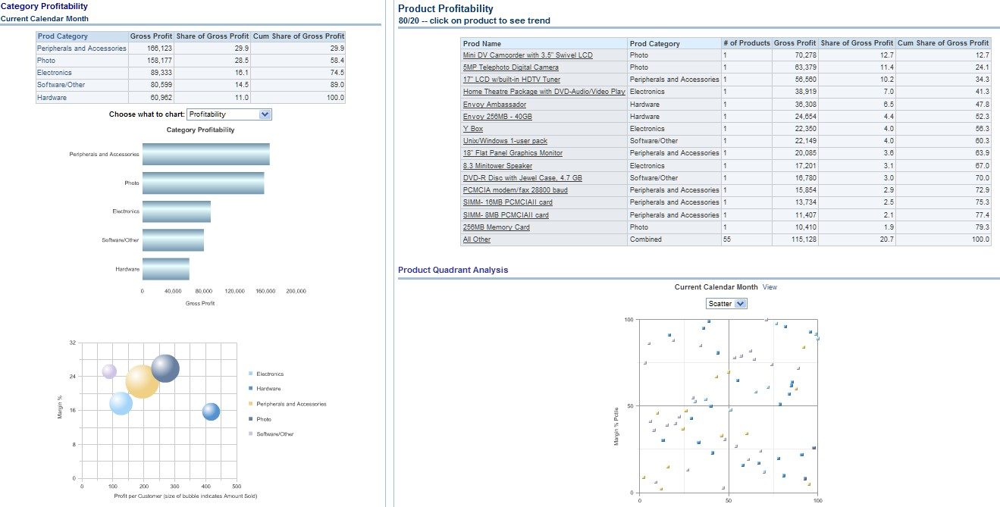 Category Profitability
Current Calendar Month
Prod Category Gross Profit Share of Gross Profit Cum Share of Gross Profit
Peripherals and Accessories 166,123 29.9 29.9
Photo 158,177 28.5 58.4
Electronics 89,333 16.1 74.5
Software/Other 80,599 14.5 89.0
Hardware 60,962 11.0 100.0
Choose what to chart: Profitability
Category Profitability
Peripherals and Accessories
Photo
Electronics
Software/Other
Hardware
0 40,000 80,000 120,000 160,000 200,000
Gross Profit
32
24
16
8
0
Margin %
0 100 200 300 400 500
Profit per Customer (size of bubble indicates Amount Sold)
Electronics
Hardware
Peripherals and Accessories
Photo
Software/Other
Product Profitability
80/20 -- click on product to see trend
Prod Name Prod Category # of Products Gross Profit Share of Gross Profit Cum Share of Gross Profit
Mini DV Camcorder with 3.5" Swivel LCD Photo 1 70,278 12.7 12.7
5MP Telephoto Digital Camera Photo 1 63,379 11.4 24.1
17" LCD w/built-in HDTV Tuner Peripherals and Accessories 1 56,560 10.2 34.3
Home Theatre Package with DVD-Audio/Video Play Electronics 1 38,919 7.0 41.3
Envoy Ambassador Hardware 1 36,308 6.5 47.8
Envoy 256MB - 40GB Hardware 1 24,654 4.4 52.3
Y Box Electronics 1 22,350 4.0 56.3
Unix/Windows 1-user pack Software/Other 1 22,149 4.0 60.3
18" Flat Panel Graphics Monitor Peripherals and Accessories 1 20,085 3.6 63.9
8.3 Minitower Speaker Electronics 1 17,201 3.1 67.0
DVD-R Disc with Jewel Case, 4.7 GB Software/Other 1 16,780 3.0 70.0
PCMCIA modem/fax 28800 baud Peripherals and Accessories 1 15,854 2.9 72.9
SIMM- 16MB PCMCIAII card Peripherals and Accessories 1 13,734 2.5 75.3
SIMM- 8MB PCMCIAII card Peripherals and Accessories 1 11,407 2.1 77.4
256MB Memory Card Photo 1 10,410 1.9 79.3
All Other Combined 55 115,128 20.7 100.0
Product Quadrant Analysis
Current Calendar Month View
Scatter
100
50
0
Margin % Pctile
0 50 100